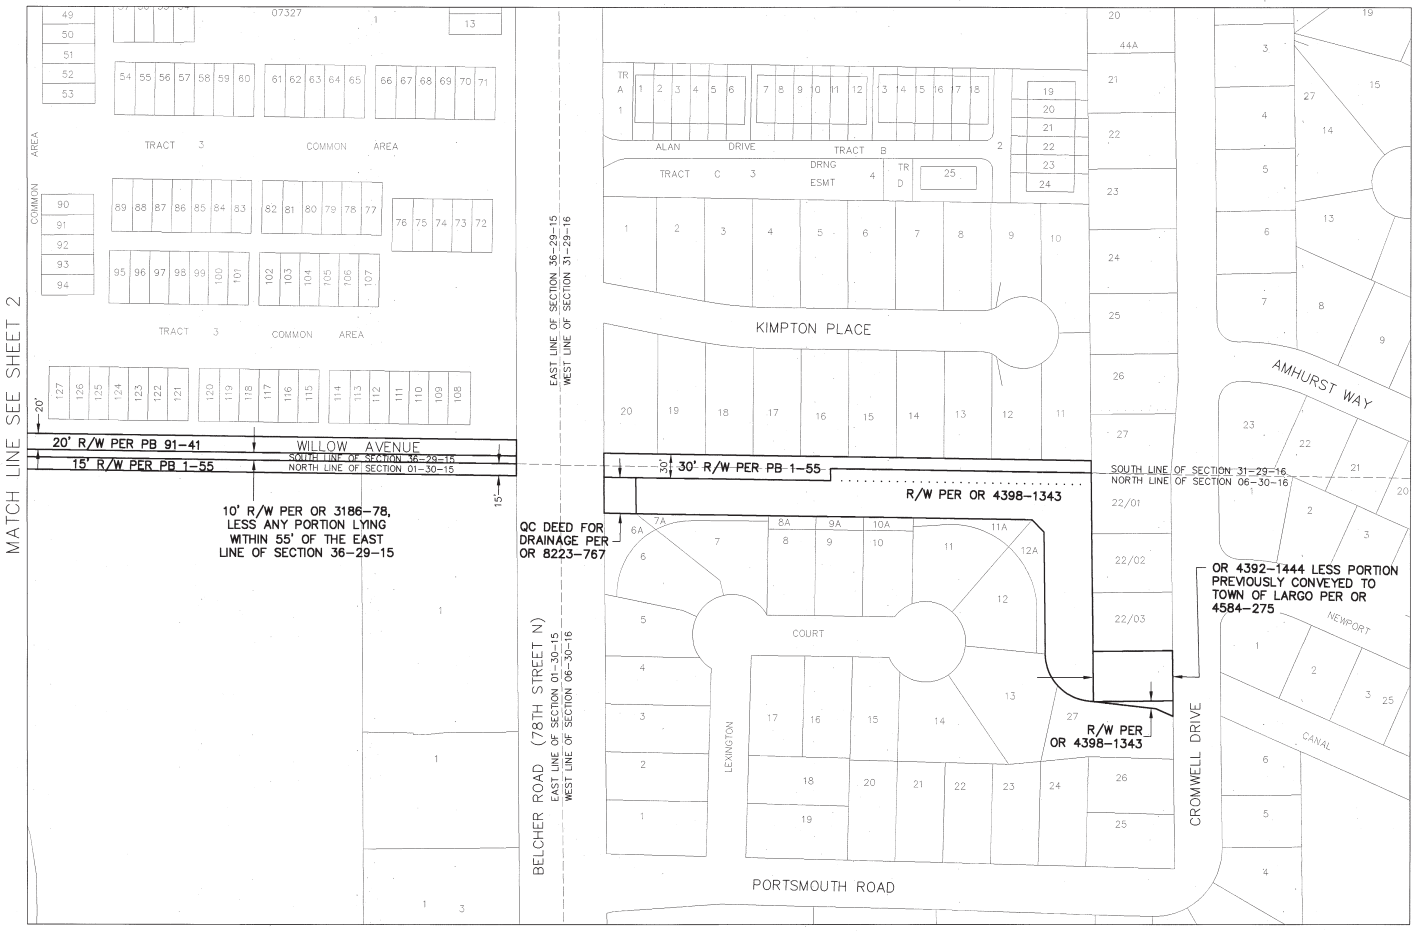 49
50
51
52
53
07327
1
13
54 55 56 57 58 59 60
61 62 63 64 65
66 67 68 69 70 71
AREA
COMMON
TRACT 3 COMMON AREA
90
91
92
93
94
89 88 87 86 85 84 83
82 81 80 79 78 77
76 75 74 73 72
95 96 97 98 99 100 101
102 103 104 105 106 107
TRACT 3 COMMON AREA
127 126 125 124 123 122 121
120 119 118 117 116 115
114 113 112 111 110 109 108
MATCH LINE SEE SHEET 2
20'
20' R/W PER PB 91-41
WILLOW AVENUE
SOUTH LINE OF SECTION 36-29-15
NORTH LINE OF SECTION 01-30-15
15' R/W PER PB 1-55
15'
10' R/W PER OR 3186-78,
LESS ANY PORTION LYING
WITHIN 55' OF THE EAST
LINE OF SECTION 36-29-15
1
1
1 3
EAST LINE OF SECTION 36-29-15
WEST LINE OF SECTION 31-29-16
BELCHER ROAD (78TH STREET N)
EAST LINE OF SECTION 01-30-15
WEST LINE OF SECTION 06-30-16
TR
A
1
1 2 3 4 5 6
7 8 9 10 11 12
13 14 15 16 17 18
19
20
21
22
23
24
2
ALAN DRIVE TRACT B
TRACT C 3
DRNG
ESMT
4
TR
D
25
1 2 3 4 5 6 7 8 9 10
KIMPTON PLACE
20 19 18 17 16 15 14 13 12 11
30'
30' R/W PER PB 1-55
R/W PER OR 4398-1343
QC DEED FOR
DRAINAGE PER
OR 8223-767
6A 7A 8A 9A 10A 11A 12A
6 7 8 9 10 11 12
5
4
3
2
1
COURT
LEXINGTON
17 16 15 14 13 27
18
19
20 21 22 23 24
26
25
R/W PER
OR 4398-1343
PORTSMOUTH ROAD
20
44A
21
22
23
24
25
26
27
SOUTH LINE OF SECTION 31-29-16
NORTH LINE OF SECTION 06-30-16
22/01
22/02
22/03
OR 4392-1444 LESS PORTION
PREVIOUSLY CONVEYED TO
TOWN OF LARGO PER OR
4584-275
CROMWELL DRIVE
19
3
15
27
4
14
5
13
6
7
8
9
AMHURST WAY
23
22
21
20
1
2
3
NEWPORT
1
2
3 25
CANAL
6
5
4